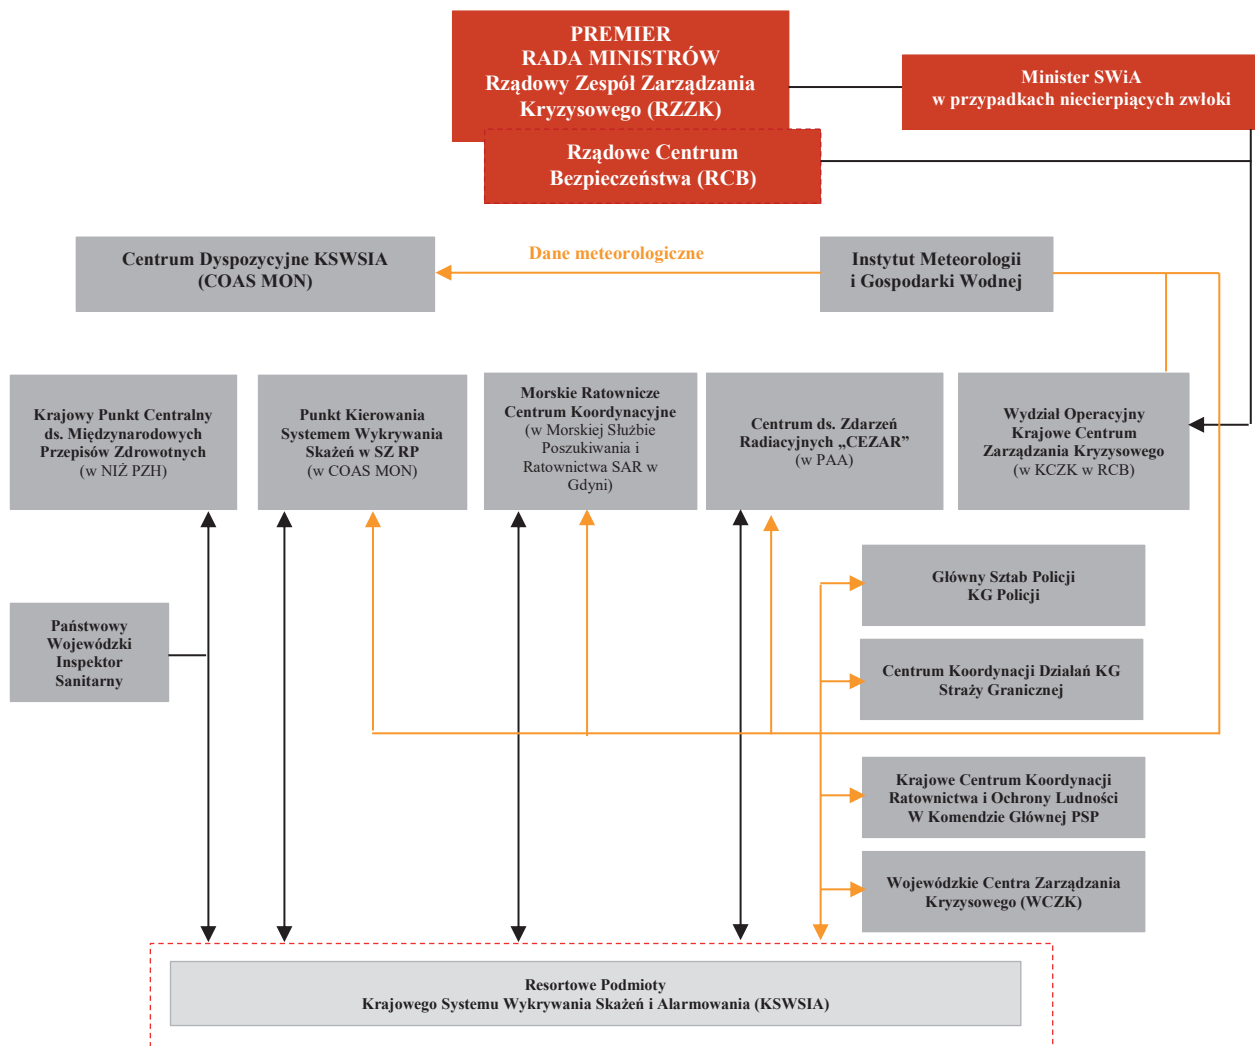 PREMIER
RADA MINISTRÓW
Rządowy Zespół Zarządzania
Kryzysowego (RZZK)
Minister SWiA
w przypadkach niecierpiących zwłoki
Rządowe Centrum
Bezpieczeństwa (RCB)
Centrum Dyspozycyjne KSWSIA
(COAS MON)
Dane meteorologiczne
Instytut Meteorologii
i Gospodarki Wodnej
Krajowy Punkt Centralny
ds. Międzynarodowych
Przepisów Zdrowotnych
(w NIŻ PZH)
Punkt Kierowania
Systemem Wykrywania
Skażeń w SZ RP
(w COAS MON)
Morskie Ratownicze
Centrum Koordynacyjne
(w Morskiej Służbie
Poszukiwania i
Ratownictwa SAR w
Gdyni)
Centrum ds. Zdarzeń
Radiacyjnych „CEZAR”
(w PAA)
Wydział Operacyjny
Krajowe Centrum
Zarządzania Kryzysowego
(w KCZK w RCB)
Główny Sztab Policji
KG Policji
Państwowy
Wojewódzki
Inspektor
Sanitarny
Centrum Koordynacji Działań KG
Straży Granicznej
Krajowe Centrum Koordynacji
Ratownictwa i Ochrony Ludności
W Komendzie Głównej PSP
Wojewódzkie Centra Zarządzania
Kryzysowego (WCZK)
Resortowe Podmioty
Krajowego Systemu Wykrywania Skażeń i Alarmowania (KSWSIA)